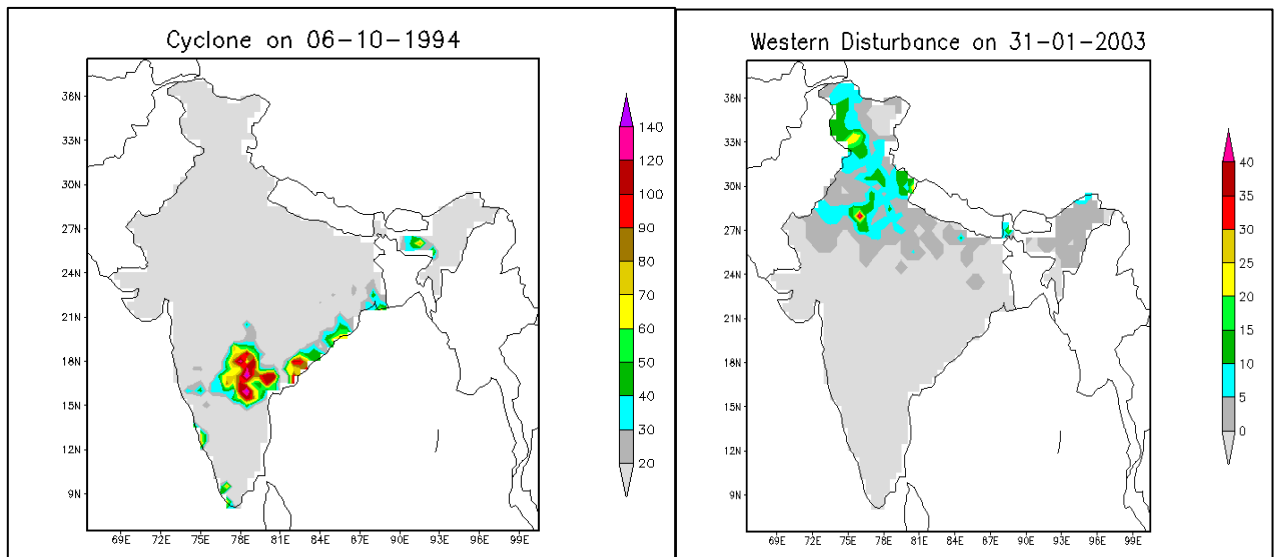 Cyclone on 06-10-1994
36N
33N
30N
27N
24N
21N
18N
15N
12N
9N
69E 72E 75E 78E 81E 84E 87E 90E 93E 96E 99E
140
120
100
90
80
70
60
50
40
30
20
Western Disturbance on 31-01-2003
36N
33N
30N
27N
24N
21N
18N
15N
12N
9N
69E 72E 75E 78E 81E 84E 87E 90E 93E 96E 99E
40
35
30
25
20
15
10
5
0